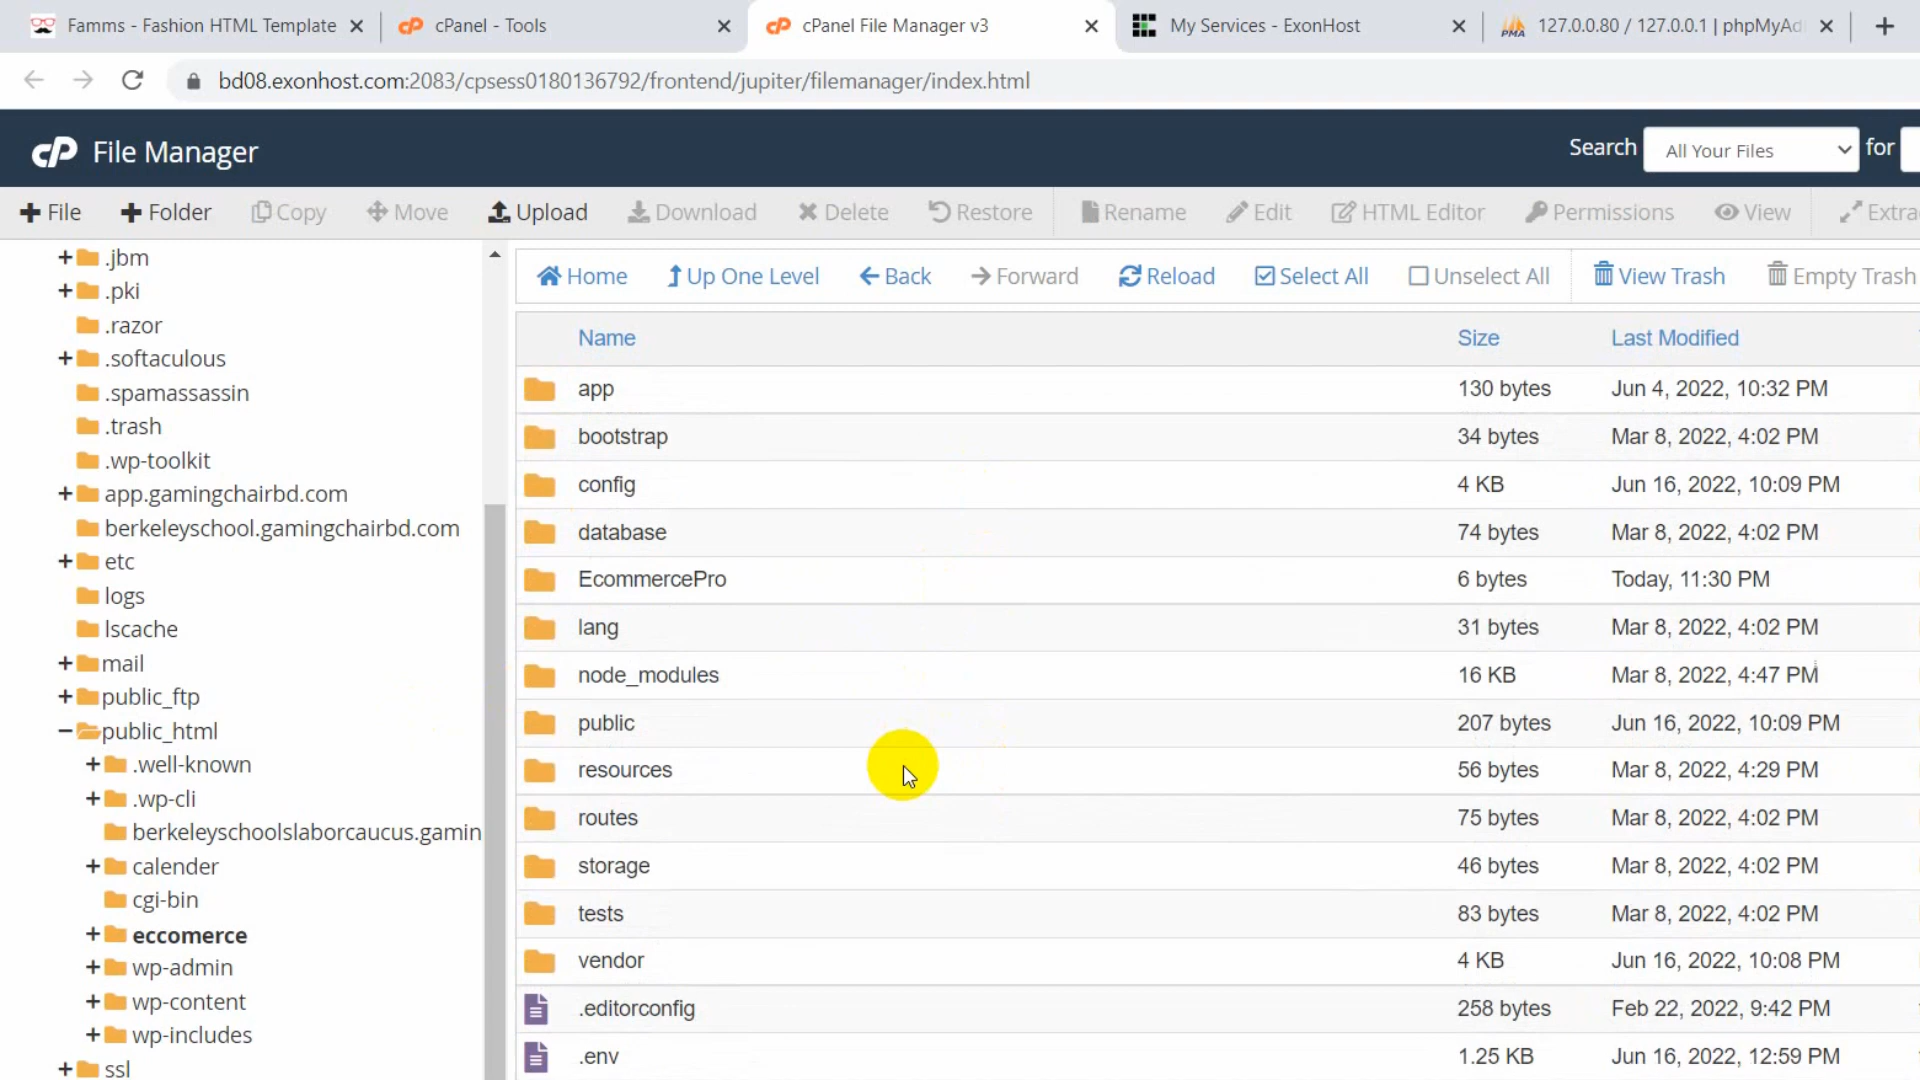 Famms - Fashion HTML Template
cPanel - Tools
cPanel File Manager v3
My Services - ExonHost
127.0.0.80 / 127.0.0.1 | phpMyAd
bd08.exonhost.com:2083/cpsess0180136792/frontend/jupiter/filemanager/index.html
cP File Manager
Search All Your Files for
File Folder Copy Move Upload Download Delete Restore Rename Edit HTML Editor Permissions View Extra
.jbm
.pki
.razor
.softaculous
.spamassassin
.trash
.wp-toolkit
app.gamingchairbd.com
berkeleyschool.gamingchairbd.com
etc
logs
lscache
mail
public_ftp
public_html
.well-known
.wp-cli
berkeleyschoolslaborcaucus.gamin
calender
cgi-bin
eccomerce
wp-admin
wp-content
wp-includes
ssl
Home Up One Level Back Forward Reload Select All Unselect All View Trash Empty Trash
Name Size Last Modified
app 130 bytes Jun 4, 2022, 10:32 PM
bootstrap 34 bytes Mar 8, 2022, 4:02 PM
config 4 KB Jun 16, 2022, 10:09 PM
database 74 bytes Mar 8, 2022, 4:02 PM
EcommercePro 6 bytes Today, 11:30 PM
lang 31 bytes Mar 8, 2022, 4:02 PM
node_modules 16 KB Mar 8, 2022, 4:47 PM
public 207 bytes Jun 16, 2022, 10:09 PM
resources 56 bytes Mar 8, 2022, 4:29 PM
routes 75 bytes Mar 8, 2022, 4:02 PM
storage 46 bytes Mar 8, 2022, 4:02 PM
tests 83 bytes Mar 8, 2022, 4:02 PM
vendor 4 KB Jun 16, 2022, 10:08 PM
.editorconfig 258 bytes Feb 22, 2022, 9:42 PM
.env 1.25 KB Jun 16, 2022, 12:59 PM